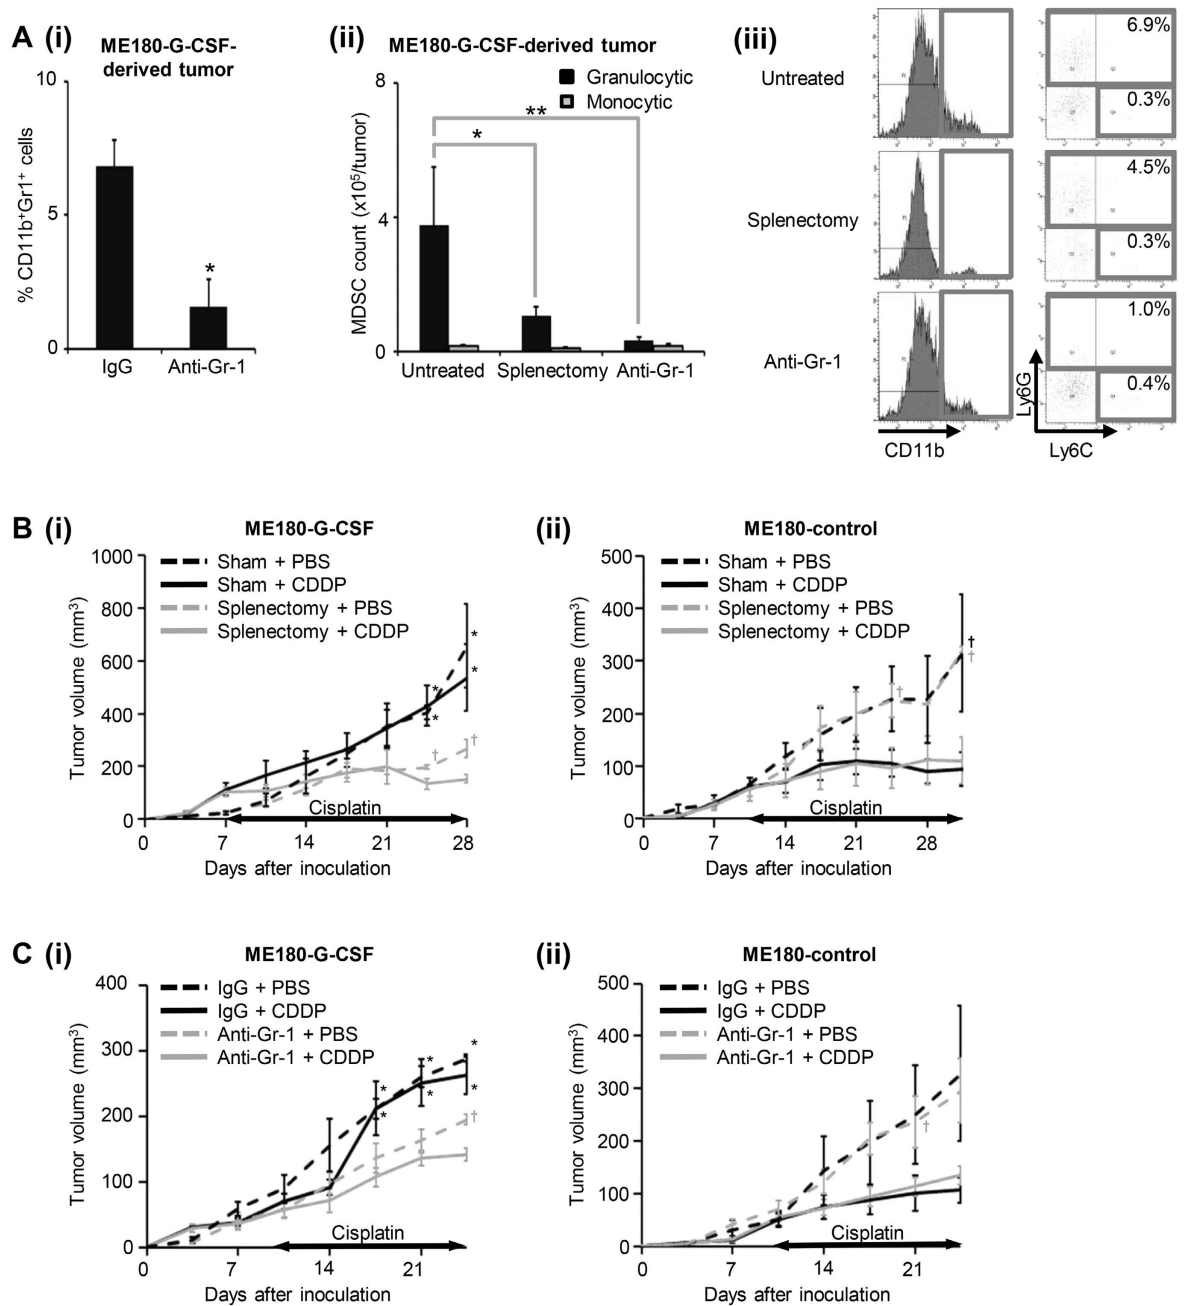 A (i)
ME180-G-CSF-
derived tumor
% CD11b⁺Gr1⁺ cells
10
5
0
*
IgG
Anti-Gr-1
(ii)
ME180-G-CSF-derived tumor
Granulocytic
Monocytic
MDSC count (x10⁵/tumor)
8
4
0
**
*
Untreated
Splenectomy
Anti-Gr-1
(iii)
Untreated
6.9%
0.3%
Splenectomy
4.5%
0.3%
Anti-Gr-1
1.0%
0.4%
Ly6G
CD11b
Ly6C
B (i)
ME180-G-CSF
Sham + PBS
Sham + CDDP
Splenectomy + PBS
Splenectomy + CDDP
Tumor volume (mm³)
1000
800
600
400
200
0
*
*
*
*
†
†
Cisplatin
0 7 14 21 28
Days after inoculation
(ii)
ME180-control
Sham + PBS
Sham + CDDP
Splenectomy + PBS
Splenectomy + CDDP
Tumor volume (mm³)
500
400
300
200
100
0
†
†
†
Cisplatin
0 7 14 21 28
Days after inoculation
C (i)
ME180-G-CSF
IgG + PBS
IgG + CDDP
Anti-Gr-1 + PBS
Anti-Gr-1 + CDDP
Tumor volume (mm³)
400
300
200
100
0
*
*
*
*
*
*
†
Cisplatin
0 7 14 21
Days after inoculation
(ii)
ME180-control
IgG + PBS
IgG + CDDP
Anti-Gr-1 + PBS
Anti-Gr-1 + CDDP
Tumor volume (mm³)
500
400
300
200
100
0
†
Cisplatin
0 7 14 21
Days after inoculation